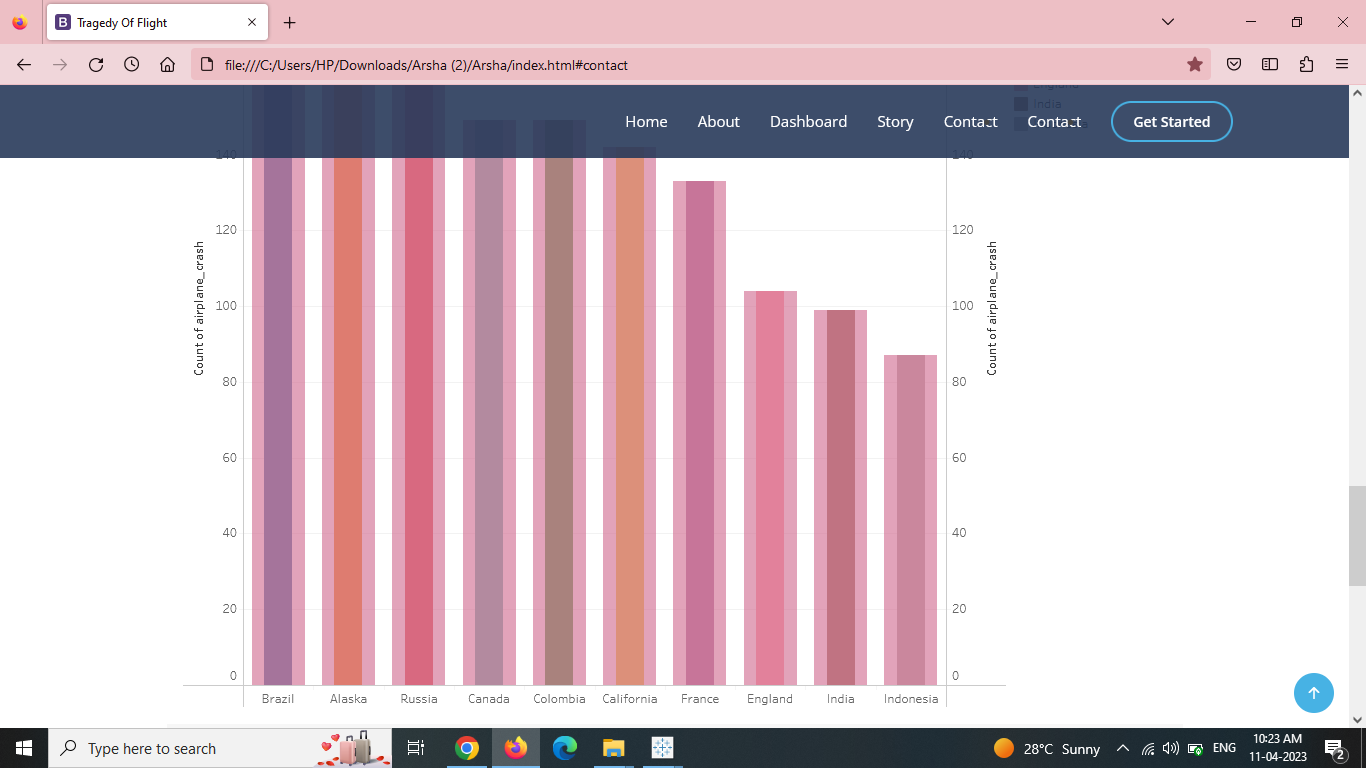 Tragedy Of Flight
file:///C:/Users/HP/Downloads/Arsha (2)/Arsha/index.html#contact
England
India
Home About Dashboard Story Contact Contact Get Started
140 140
120 120
100 100
80 80
60 60
40 40
20 20
0 0
Count of airplane_crash
Count of airplane_crash
Brazil Alaska Russia Canada Colombia California France England India Indonesia
Type here to search
28°C Sunny
ENG
10:23 AM
11-04-2023
2